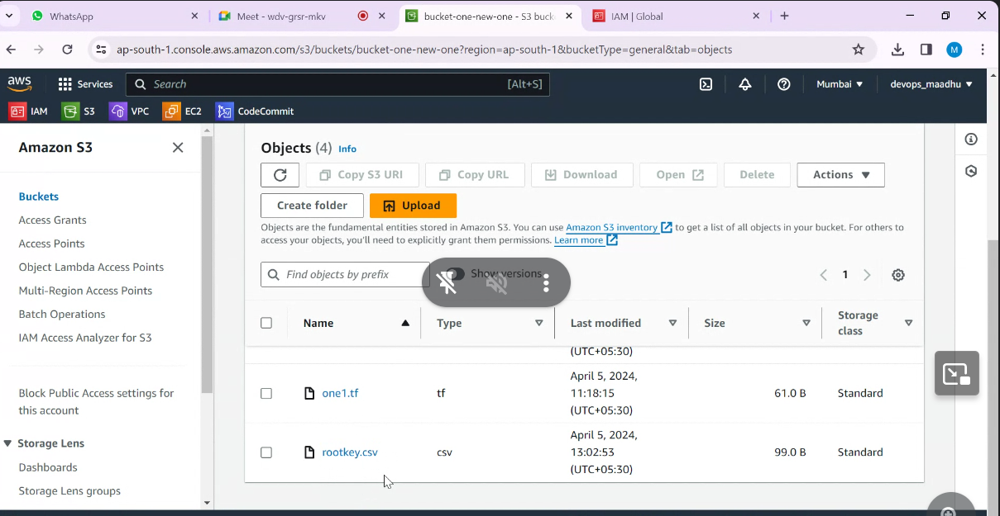 WhatsApp
Meet - wdv-grsr-mkv
bucket-one-new-one - S3 buck
IAM | Global
ap-south-1.console.aws.amazon.com/s3/buckets/bucket-one-new-one?region=ap-south-1&bucketType=general&tab=objects
M
aws
Services
Search
[Alt+S]
Mumbai
devops_maadhu
IAM
S3
VPC
EC2
CodeCommit
Amazon S3
Buckets
Access Grants
Access Points
Object Lambda Access Points
Multi-Region Access Points
Batch Operations
IAM Access Analyzer for S3
Block Public Access settings for
this account
Storage Lens
Dashboards
Storage Lens groups
Objects (4) Info
Copy S3 URI
Copy URL
Download
Open
Delete
Actions
Create folder
Upload
Objects are the fundamental entities stored in Amazon S3. You can use Amazon S3 inventory to get a list of all objects in your bucket. For others to
access your objects, you'll need to explicitly grant them permissions. Learn more
Find objects by prefix
Show versions
1
Name
Type
Last modified
Size
Storage
class
(UTC+05:30)
one1.tf
tf
April 5, 2024,
11:18:15
(UTC+05:30)
61.0 B
Standard
rootkey.csv
csv
April 5, 2024,
13:02:53
(UTC+05:30)
99.0 B
Standard